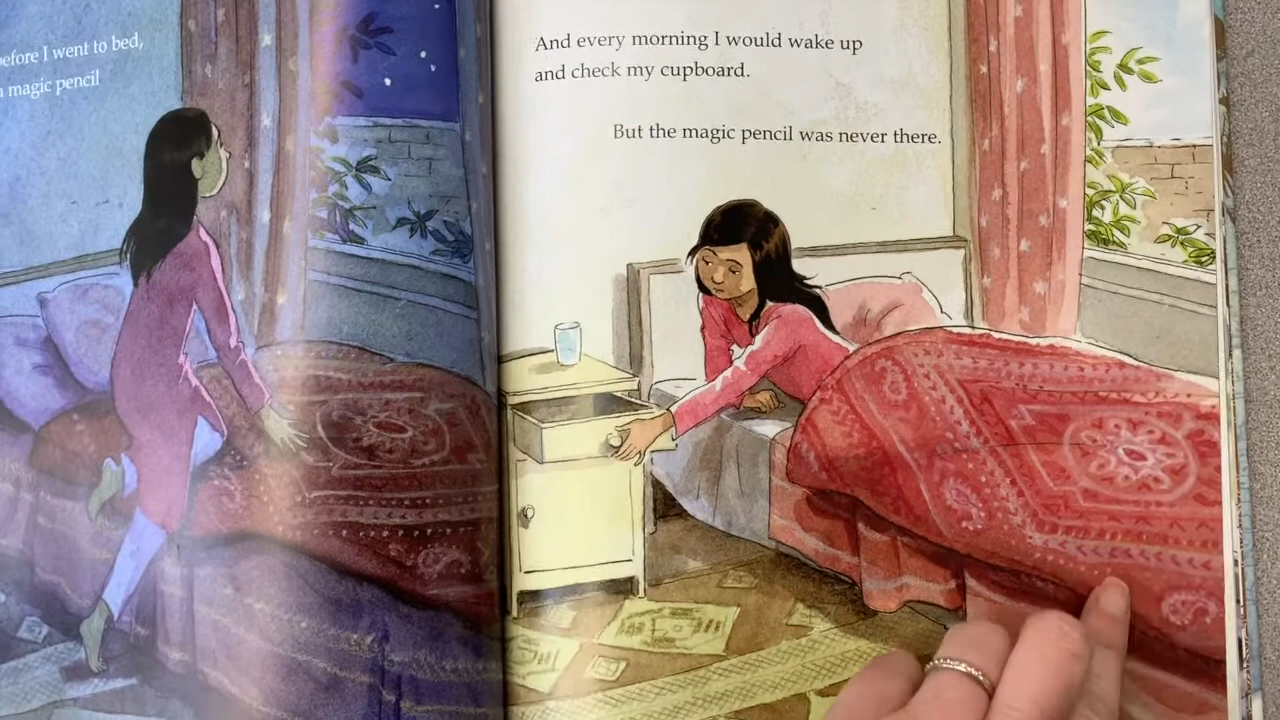 before I went to bed,
magic pencil
And every morning I would wake up
and check my cupboard.
But the magic pencil was never there.